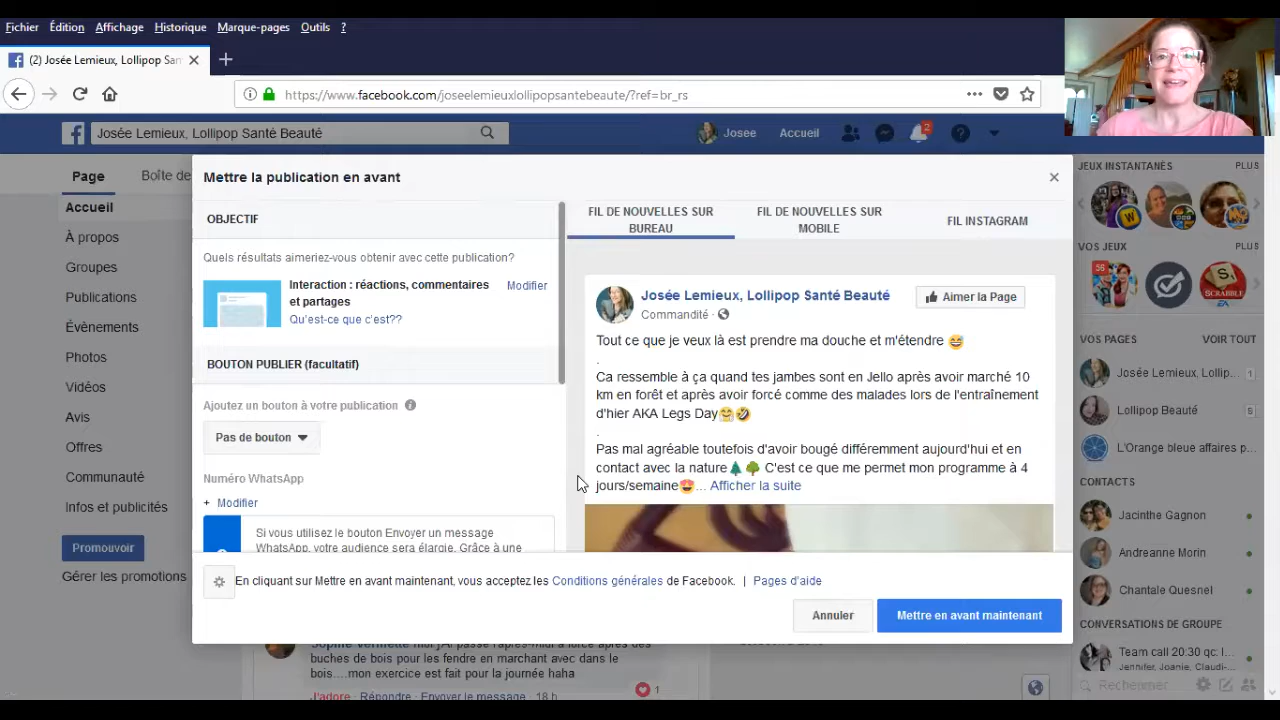 Fichier Édition Affichage Historique Marque-pages Outils ?
(2) Josée Lemieux, Lollipop San
https://www.facebook.com/joseelemieuxlollipopsantebeaute/?ref=br_rs
Josée Lemieux, Lollipop Santé Beauté
Josee Accueil 2
Page Boîte de
Accueil
À propos
Groupes
Publications
Évènements
Photos
Vidéos
Avis
Offres
Communauté
Infos et publicités
Promouvoir
Gérer les promotions
Mettre la publication en avant
OBJECTIF
Quels résultats aimeriez-vous obtenir avec cette publication?
Interaction : réactions, commentaires
et partages
Modifier
Qu'est-ce que c'est??
BOUTON PUBLIER (facultatif)
Ajoutez un bouton à votre publication
Pas de bouton
Numéro WhatsApp
+ Modifier
Si vous utilisez le bouton Envoyer un message
WhatsApp, votre audience sera élargie. Grâce à une
FIL DE NOUVELLES SUR
BUREAU
FIL DE NOUVELLES SUR
MOBILE
FIL INSTAGRAM
Josée Lemieux, Lollipop Santé Beauté
Commandité ·
Aimer la Page
Tout ce que je veux là est prendre ma douche et m'étendre 😅
.
Ca ressemble à ça quand tes jambes sont en Jello après avoir marché 10
km en forêt et après avoir forcé comme des malades lors de l'entraînement
d'hier AKA Legs Day🤗🤣
.
Pas mal agréable toutefois d'avoir bougé différemment aujourd'hui et en
contact avec la nature🌲🌳 C'est ce que me permet mon programme à 4
jours/semaine😍... Afficher la suite
En cliquant sur Mettre en avant maintenant, vous acceptez les Conditions générales de Facebook. | Pages d'aide
Annuler
Mettre en avant maintenant
buches de bois pour les fendre en marchant avec dans le
bois....mon exercice est fait pour la journée haha
J'adore · Répondre · Envoyer le message · 18 h
1
JEUX INSTANTANÉS PLUS
VOS JEUX PLUS
56
SCRABBLE
VOS PAGES VOIR TOUT
Josée Lemieux, Lollip... 1
Lollipop Beauté 5
L'Orange bleue affaires p...
CONTACTS
Jacinthe Gagnon
Andreanne Morin
Chantale Quesnel
CONVERSATIONS DE GROUPE
Team call 20:30 qc: l...
Jennifer, Joanie, Claudi-...
Rechercher